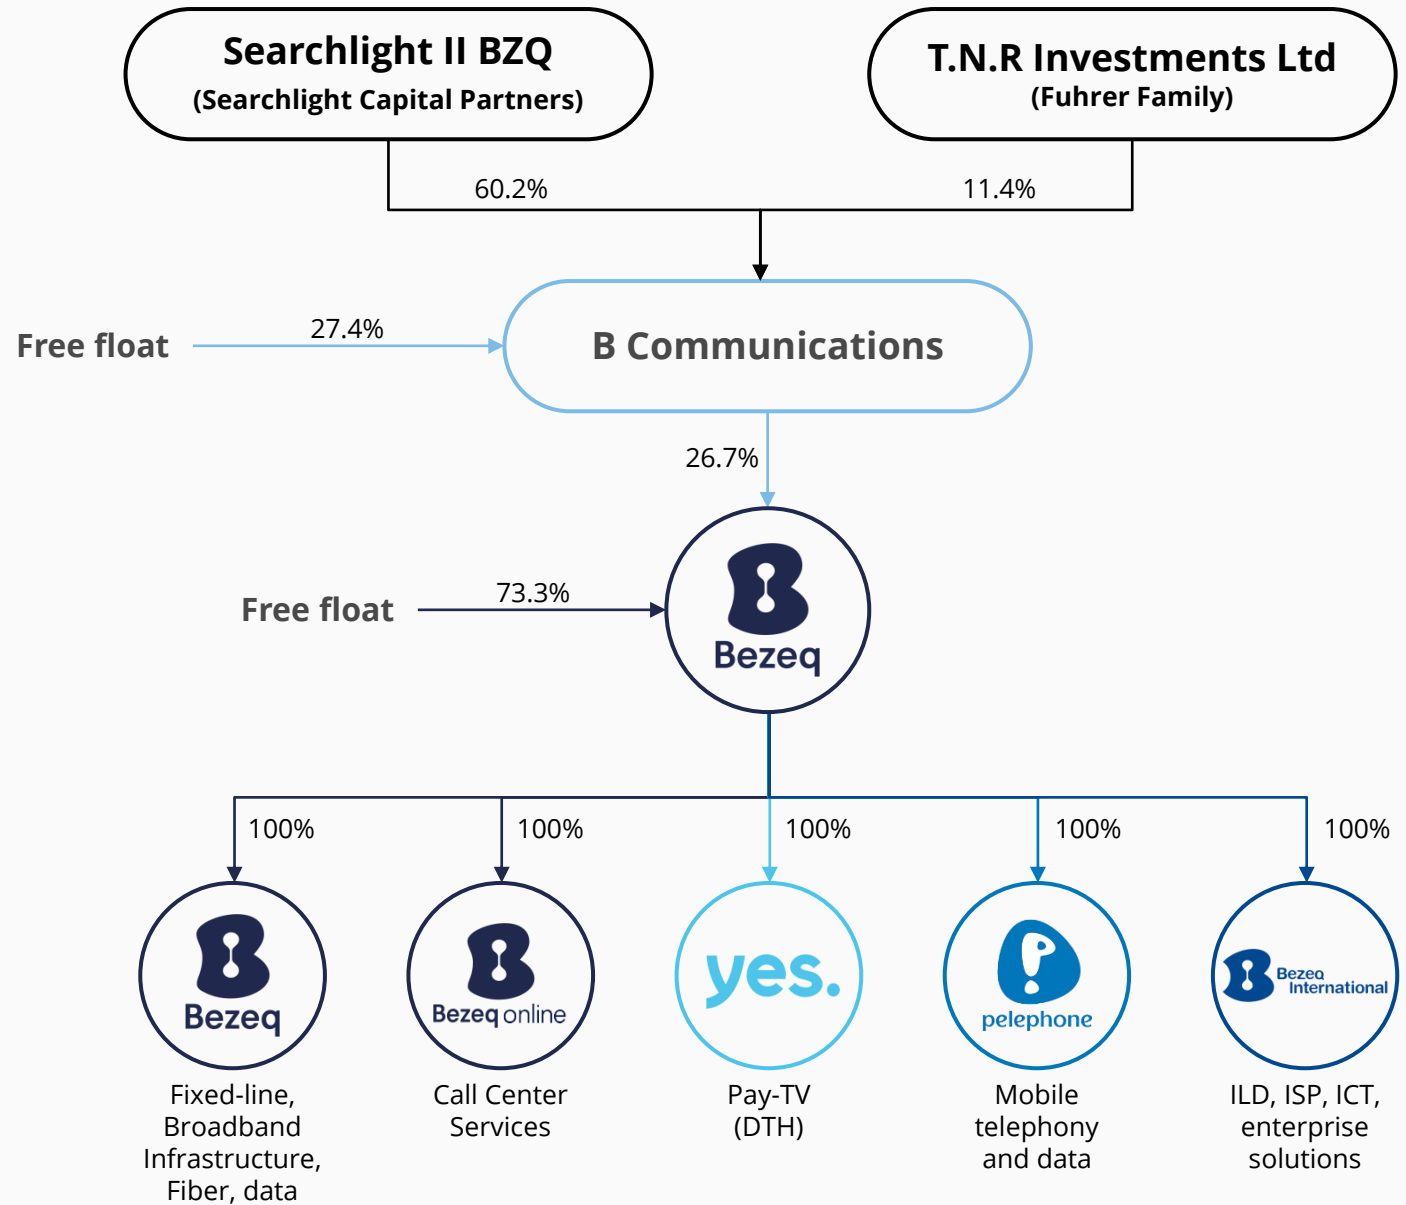 Searchlight II BZQ
(Searchlight Capital Partners)
T.N.R Investments Ltd
(Fuhrer Family)
60.2%
11.4%
Free float
27.4%
B Communications
26.7%
Free float
73.3%
Bezeq
100%
100%
100%
100%
100%
Bezeq
Bezeq online
yes.
pelephone
Bezeq
International
Fixed-line,
Broadband
Infrastructure,
Fiber, data
Call Center
Services
Pay-TV
(DTH)
Mobile
telephony
and data
ILD, ISP, ICT,
enterprise
solutions